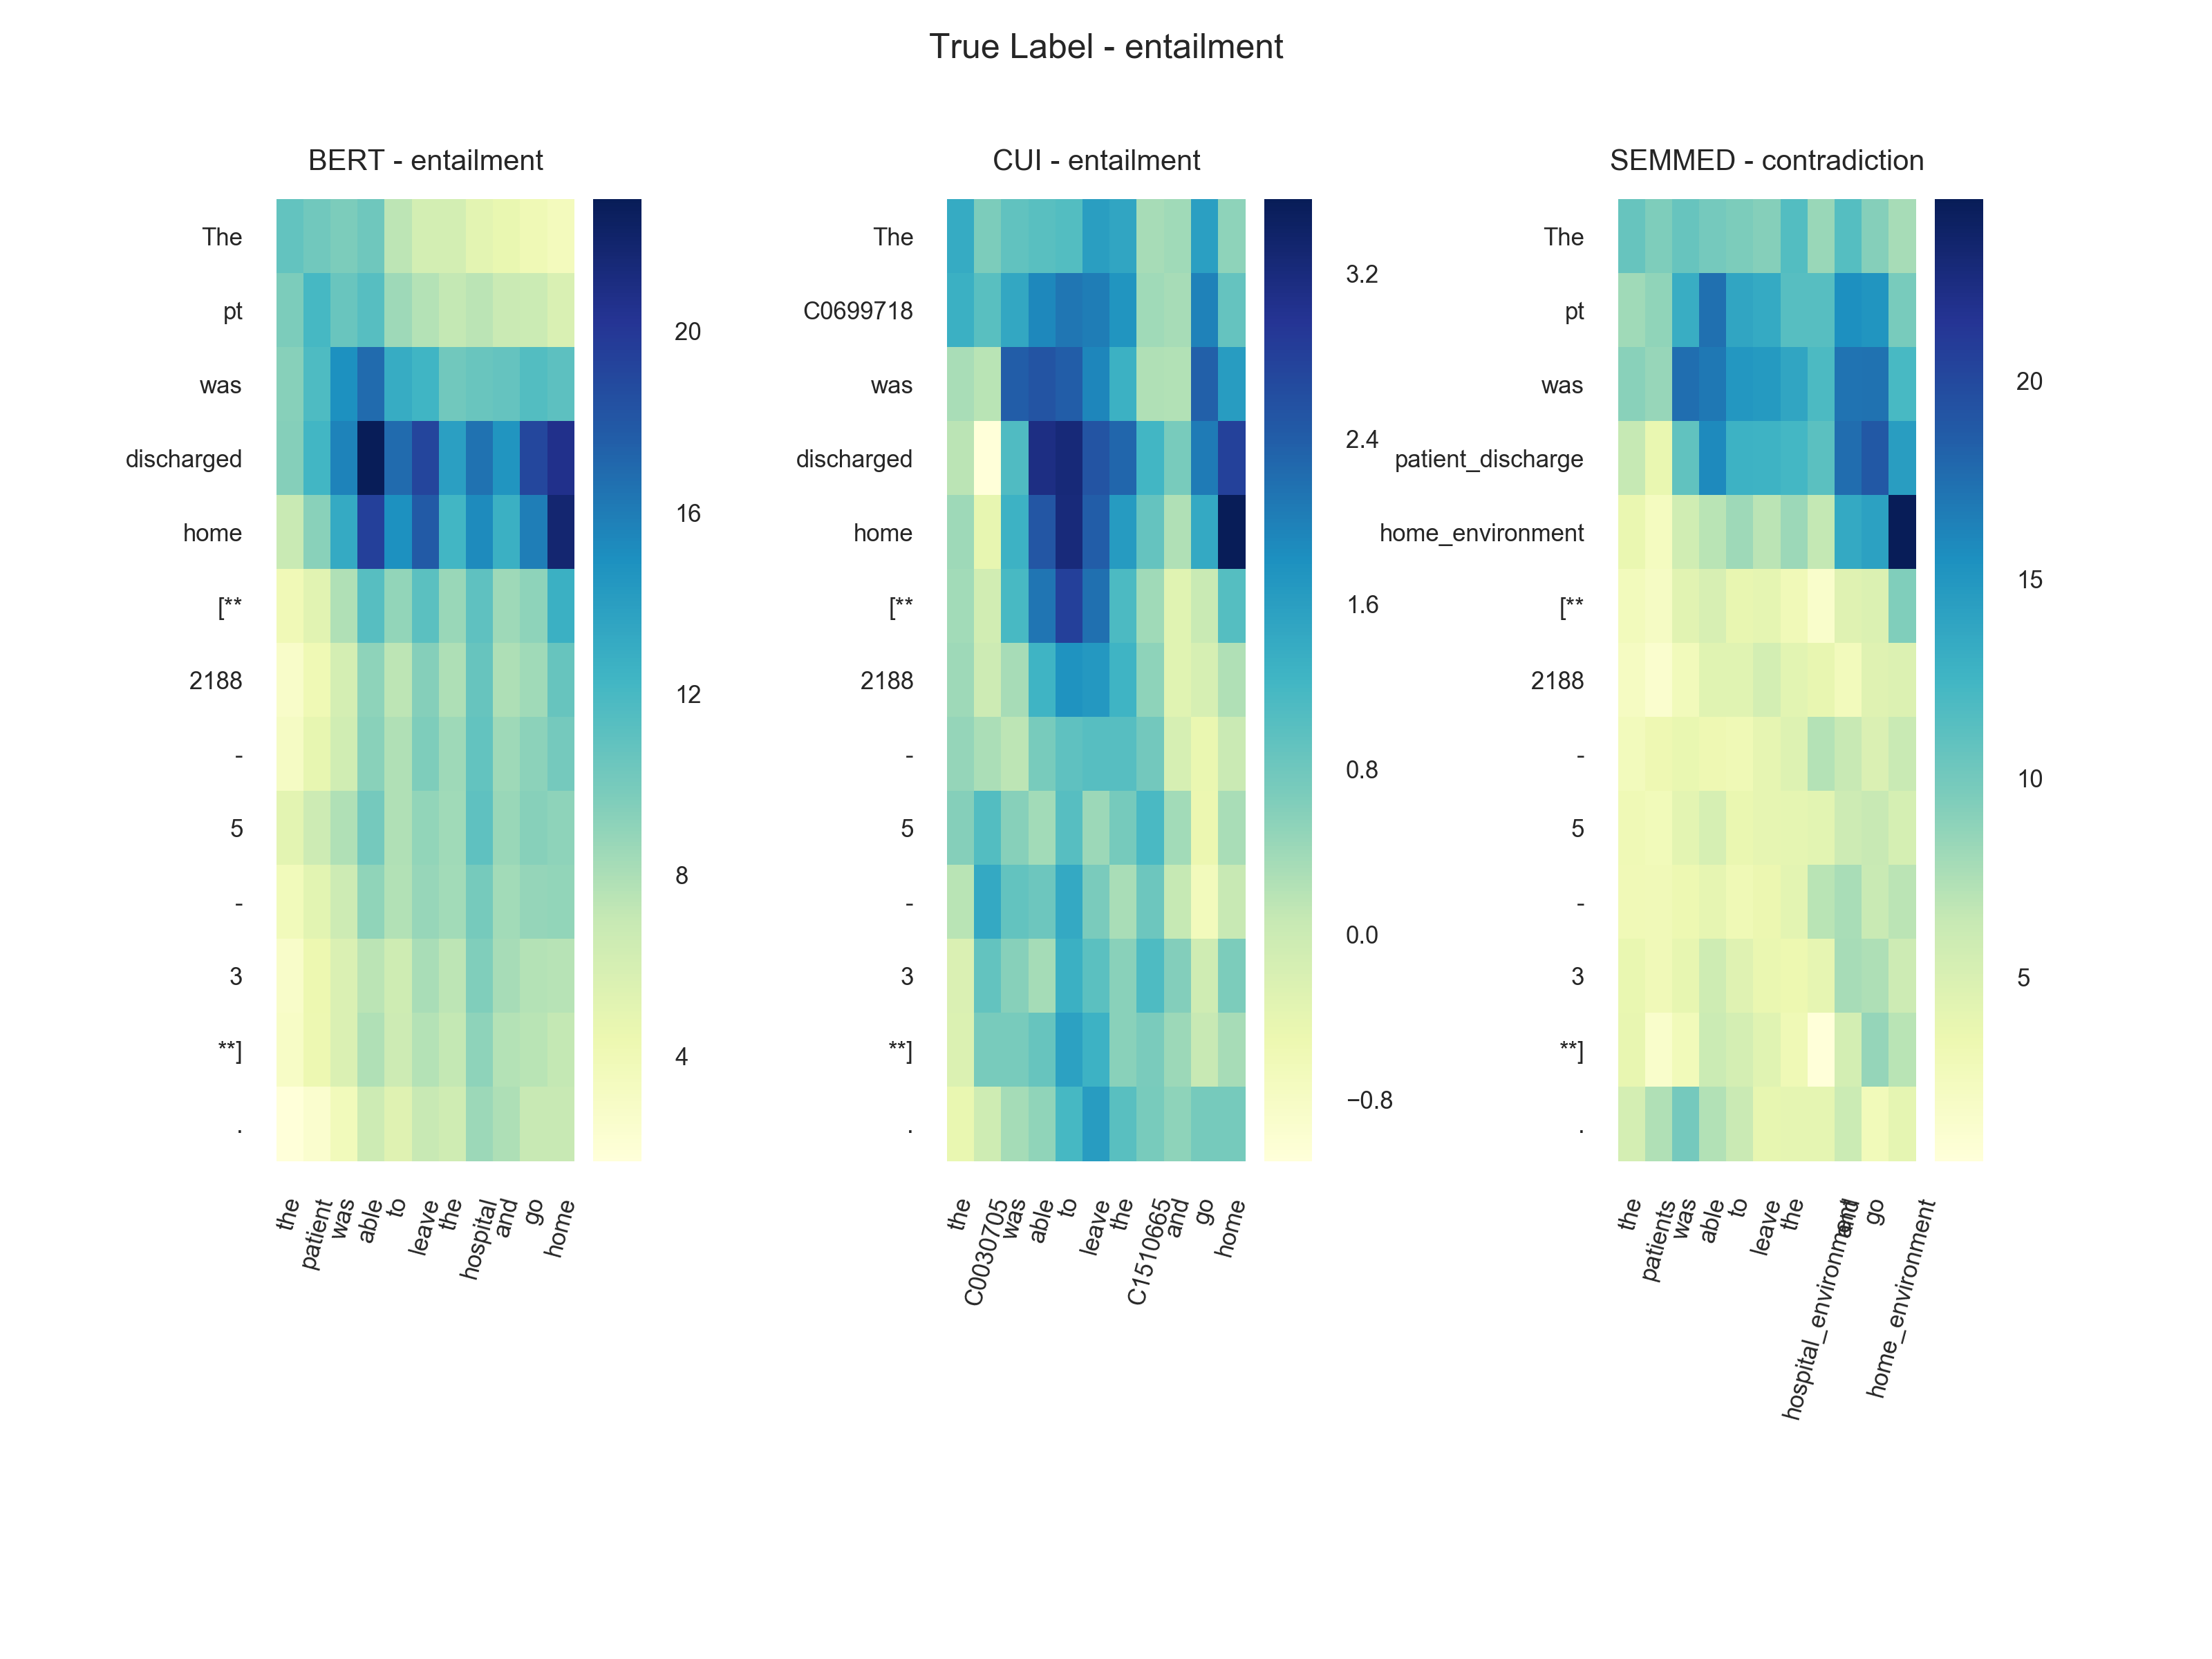 True Label - entailment
BERT - entailment
The
pt
was
discharged
home
[**
2188
-
5
-
3
**]
.
the
patient
was
able
to
leave
the
hospital
and
go
home
20
16
12
8
4
CUI - entailment
The
C0699718
was
discharged
home
[**
2188
-
5
-
3
**]
.
the
C0030705
was
able
to
leave
the
C1510665
and
go
home
3.2
2.4
1.6
0.8
0.0
−0.8
SEMMED - contradiction
The
pt
was
patient_discharge
home_environment
[**
2188
-
5
-
3
**]
.
the
patients
was
able
to
leave
the
hospital_environment
and
go
home_environment
20
15
10
5